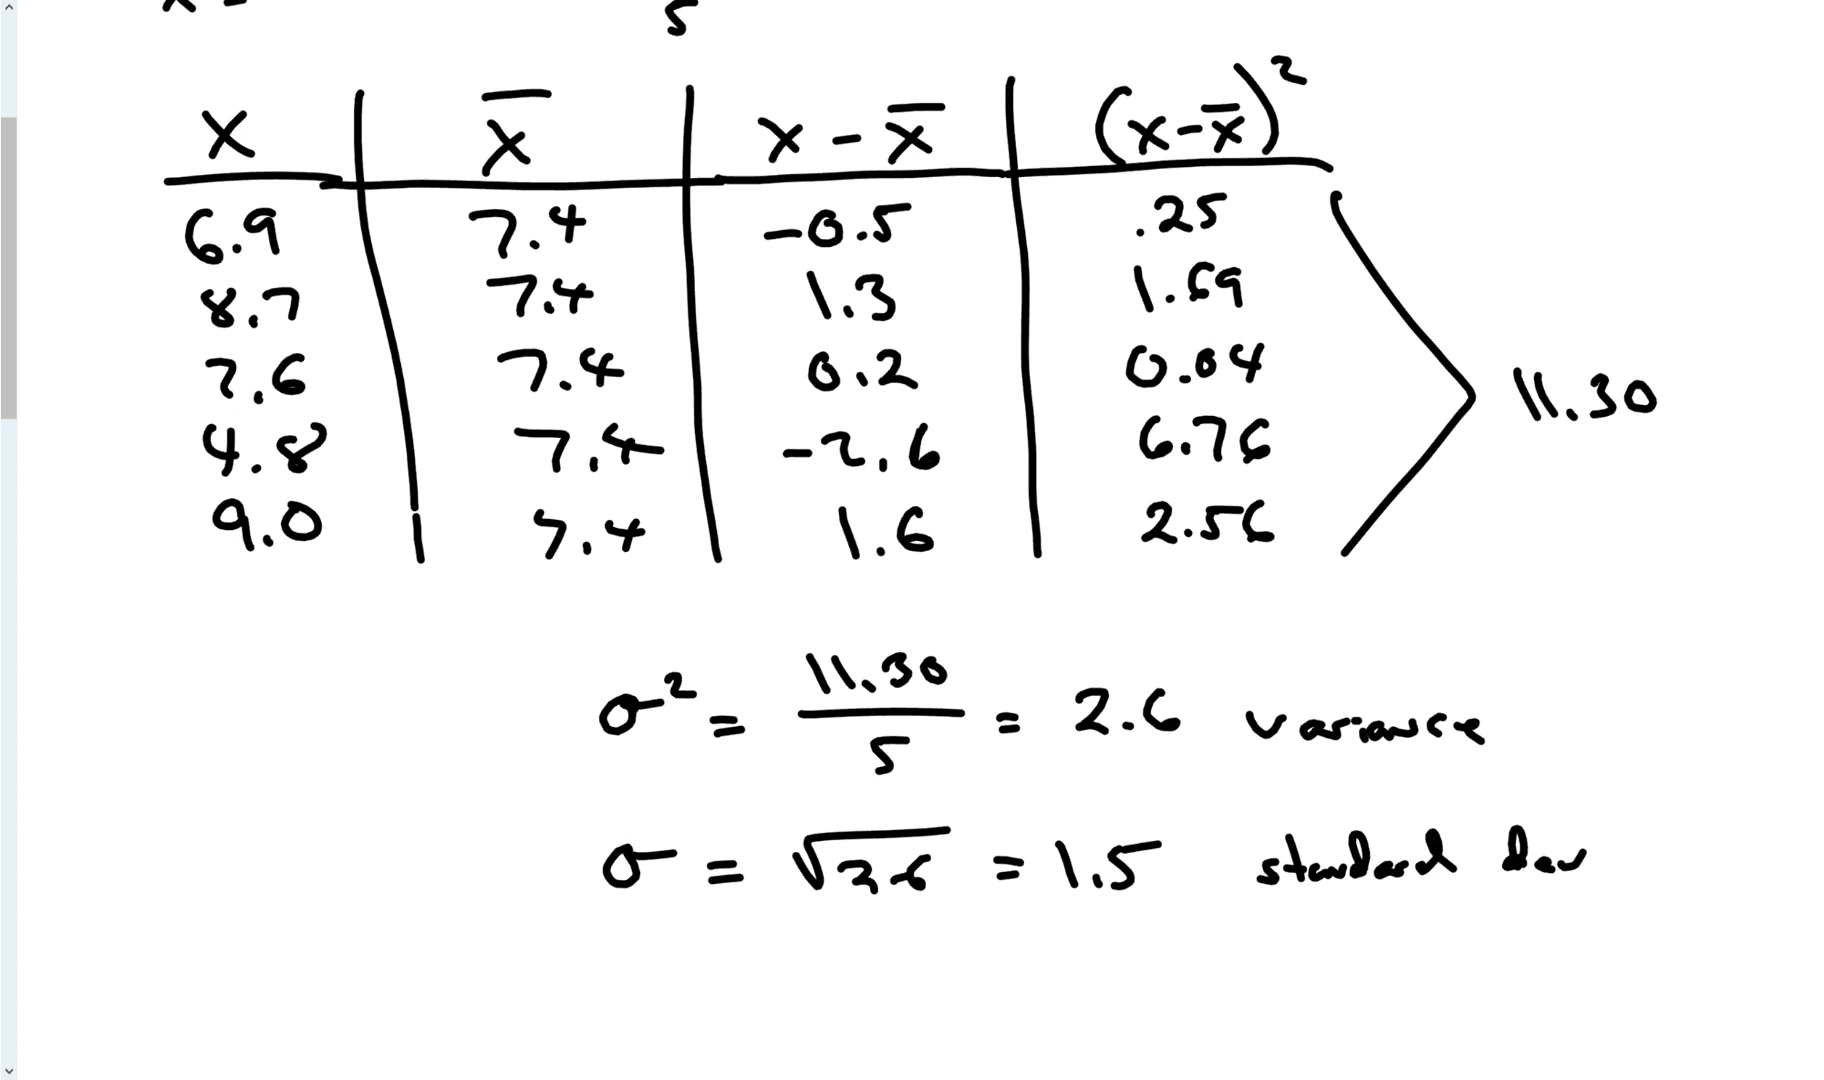 5
x | x̄ | x - x̄ | (x-x̄)²
6.9 | 7.4 | -0.5 | .25
8.7 | 7.4 | 1.3 | 1.69
7.6 | 7.4 | 0.2 | 0.04
4.8 | 7.4 | -2.6 | 6.76
9.0 | 7.4 | 1.6 | 2.56
11.30
σ² = 11.30 / 5 = 2.6 variance
σ = √2.6 = 1.5 standard dev